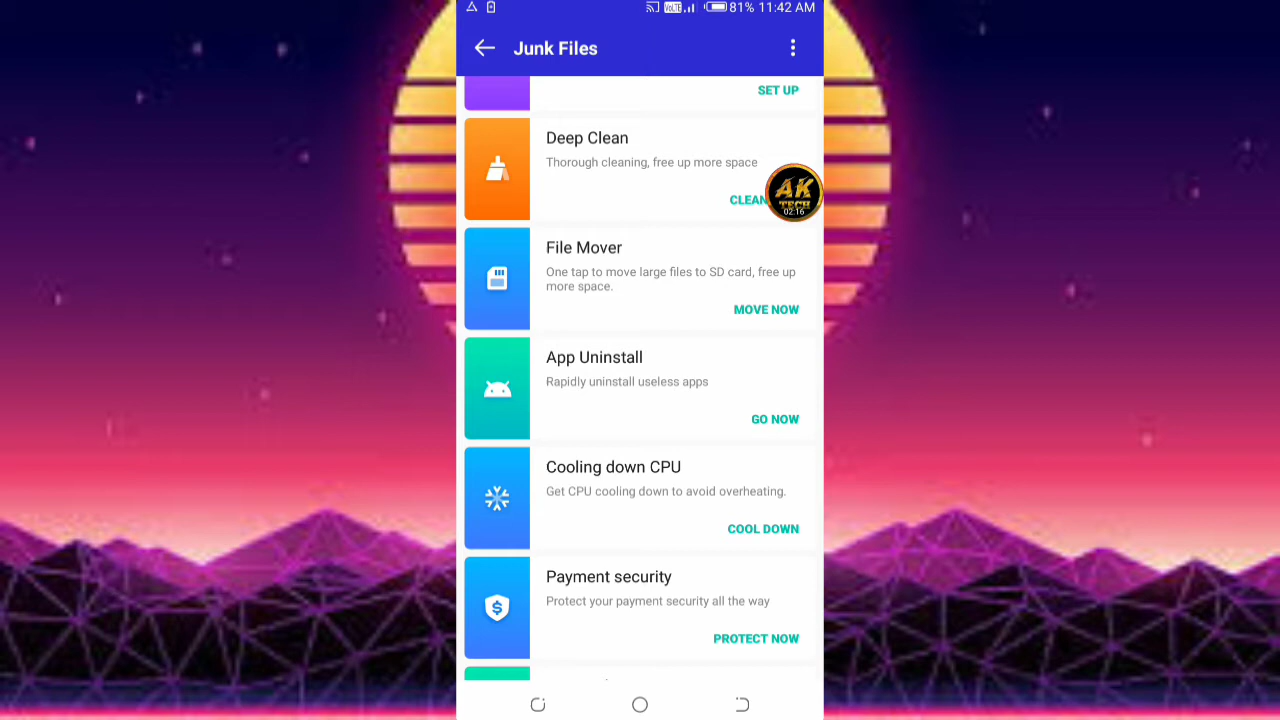 VoLTE 81% 11:42 AM
Junk Files
SET UP
Deep Clean
Thorough cleaning, free up more space
CLEAN
AK
TECH
02:16
File Mover
One tap to move large files to SD card, free up
more space.
MOVE NOW
App Uninstall
Rapidly uninstall useless apps
GO NOW
Cooling down CPU
Get CPU cooling down to avoid overheating.
COOL DOWN
Payment security
Protect your payment security all the way
PROTECT NOW